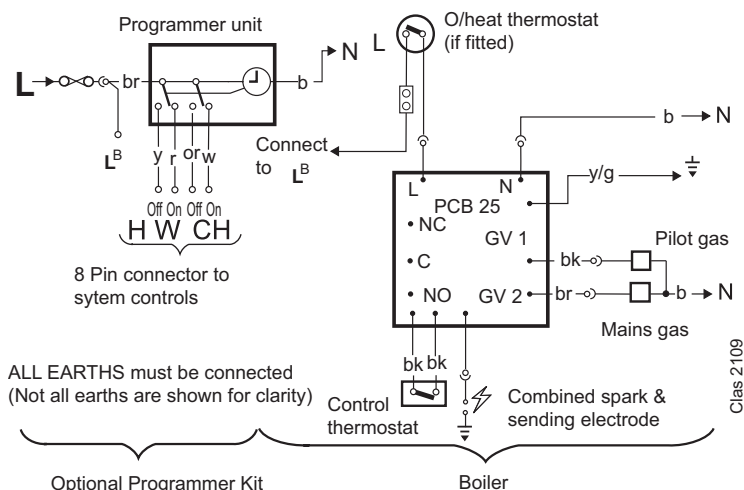 Programmer unit
L
O/heat thermostat
(if fitted)
N
L
br
b
L B
y r or w
Connect
to L B
b
N
y/g
Off On Off On
H W CH
8 Pin connector to
sytem controls
L
N
PCB 25
NC
GV 1
C
NO
GV 2
bk
Pilot gas
br
b
N
Mains gas
bk bk
Control
thermostat
Combined spark &
sending electrode
ALL EARTHS must be connected
(Not all earths are shown for clarity)
Clas 2109
Optional Programmer Kit
Boiler